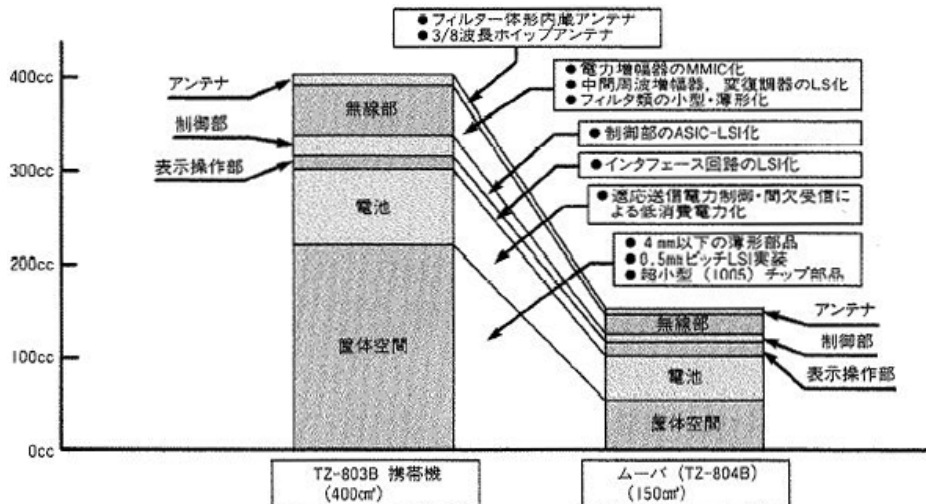 ●フィルター体形内蔵アンテナ
●3/8波長ホイップアンテナ
●電力増幅器のMMIC化
●中間周波増幅器，変復調器のLS化
●フィルタ類の小型・薄形化
●制御部のASIC-LSI化
●インタフェース回路のLSI化
●適応送信電力制御・間欠受信に
よる低消費電力化
●4mm以下の薄形部品
●0.5mmピッチLSI実装
●超小型（1005）チップ部品
400cc
300cc
200cc
100cc
0cc
アンテナ
無線部
制御部
表示操作部
電池
筐体空間
アンテナ
無線部
制御部
表示操作部
電池
筐体空間
TZ-803B 携帯機
（400c㎥）
ムーバ（TZ-804B）
（150c㎥）